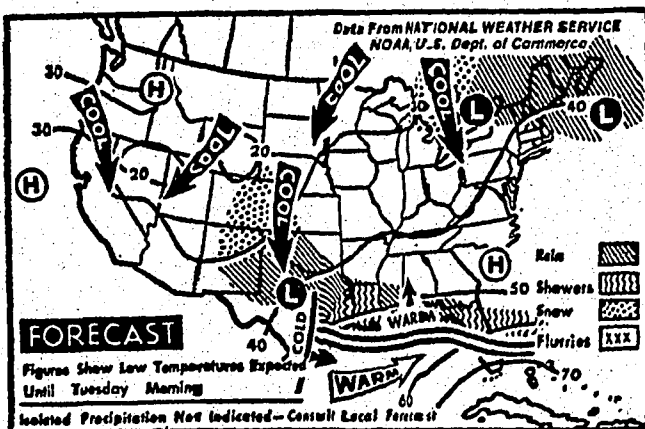 Data From NATIONAL WEATHER SERVICE
NOAA, U.S. Dept. of Commerce
30
H
COOL
COOL
COOL
L
40
L
30
COOL
COOL
20
20
H
H
Rain
50
Showers
Snow
Flurries
XXX
L
WARM
COLD
40
FORECAST
Figures Show Low Temperatures Expected
Until Tuesday Morning
WARM
60
70
Isolated Precipitation Not Indicated - Consult Local Forecast